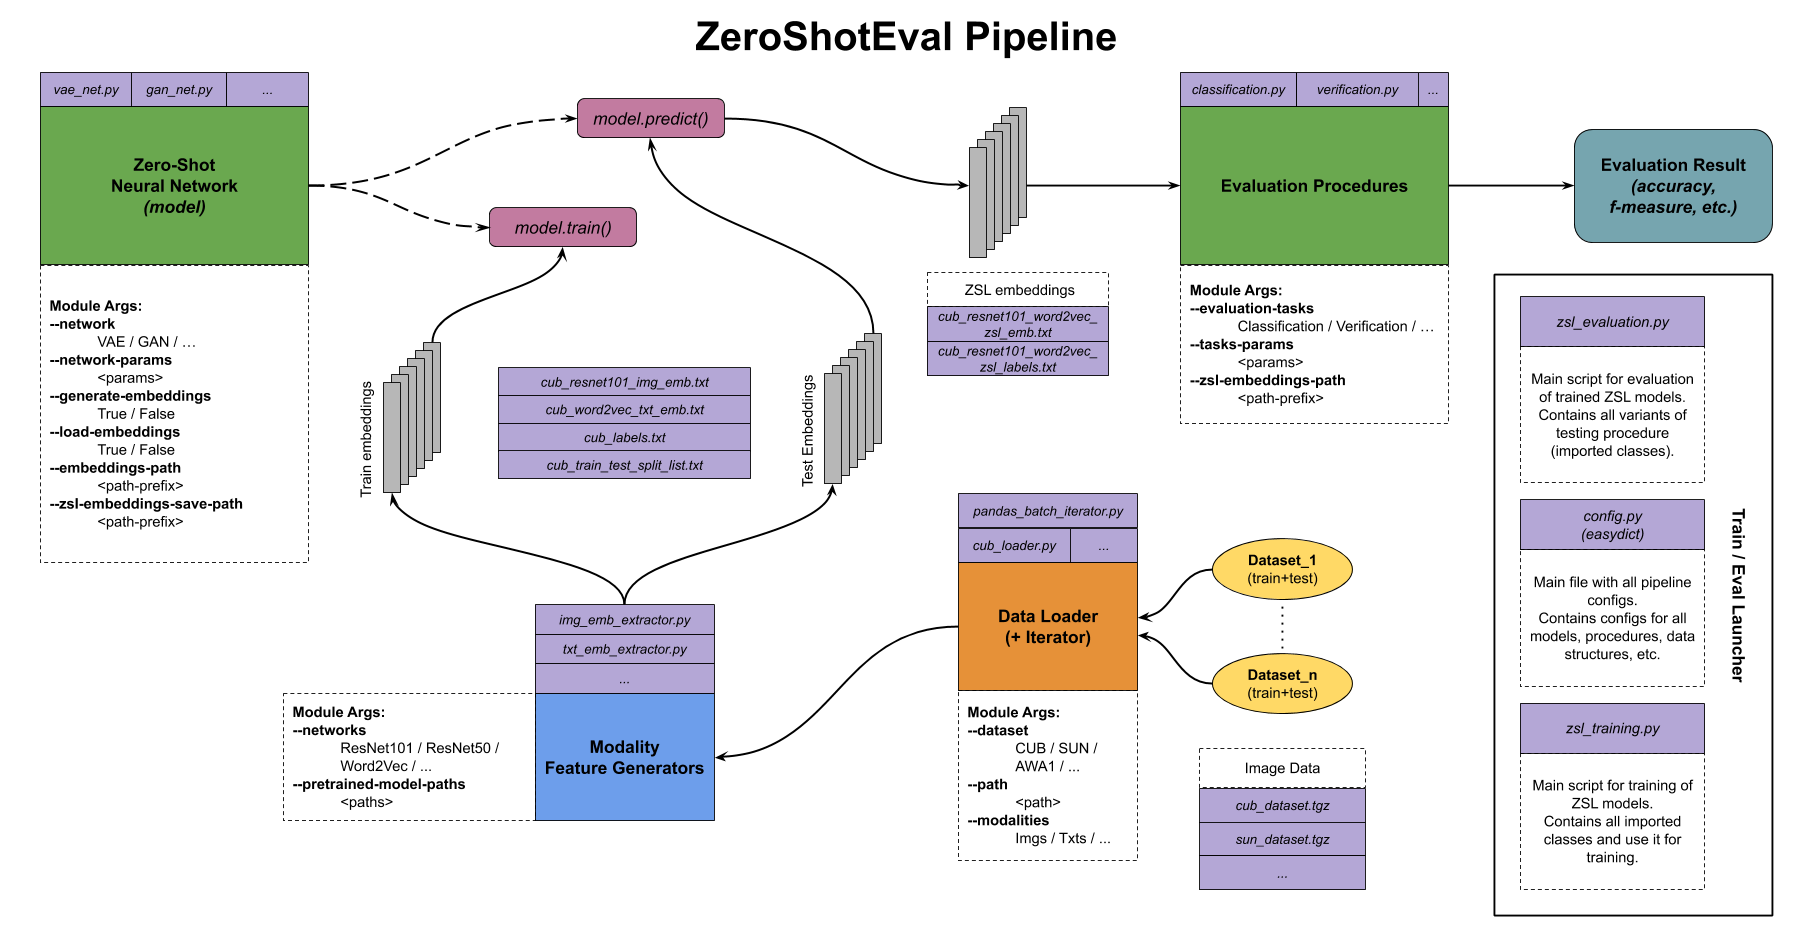 ZeroShotEval Pipeline
vae_net.py
gan_net.py
...
Zero-Shot
Neural Network
(model)
Module Args:
--network
VAE / GAN / …
--network-params
<params>
--generate-embeddings
True / False
--load-embeddings
True / False
--embeddings-path
<path-prefix>
--zsl-embeddings-save-path
<path-prefix>
model.predict()
model.train()
Train embeddings
cub_resnet101_img_emb.txt
cub_word2vec_txt_emb.txt
cub_labels.txt
cub_train_test_split_list.txt
Test Embeddings
ZSL embeddings
cub_resnet101_word2vec_
zsl_emb.txt
cub_resnet101_word2vec_
zsl_labels.txt
classification.py
verification.py
...
Evaluation Procedures
Module Args:
--evaluation-tasks
Classification / Verification / …
--tasks-params
<params>
--zsl-embeddings-path
<path-prefix>
Evaluation Result
(accuracy,
f-measure, etc.)
img_emb_extractor.py
txt_emb_extractor.py
...
Modality
Feature Generators
Module Args:
--networks
ResNet101 / ResNet50 /
Word2Vec / ...
--pretrained-model-paths
<paths>
pandas_batch_iterator.py
cub_loader.py
...
Data Loader
(+ Iterator)
Module Args:
--dataset
CUB / SUN /
AWA1 / ...
--path
<path>
--modalities
Imgs / Txts / ...
Dataset_1
(train+test)
Dataset_n
(train+test)
Image Data
cub_dataset.tgz
sun_dataset.tgz
...
zsl_evaluation.py
Main script for evaluation
of trained ZSL models.
Contains all variants of
testing procedure
(imported classes).
config.py
(easydict)
Main file with all pipeline
configs.
Contains configs for all
models, procedures, data
structures, etc.
zsl_training.py
Main script for training of
ZSL models.
Contains all imported
classes and use it for
training.
Train / Eval Launcher